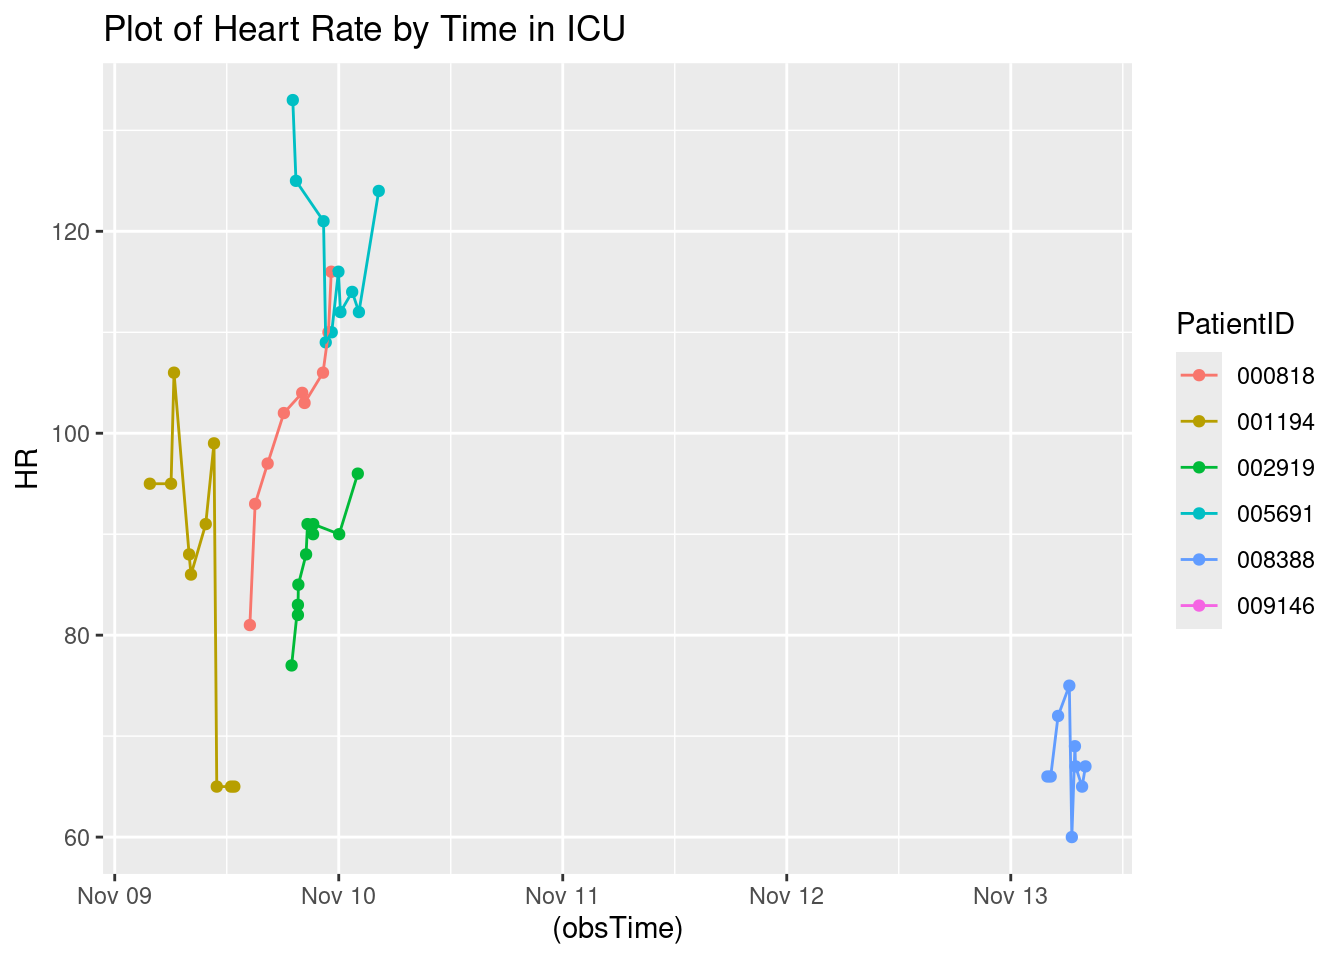 Plot of Heart Rate by Time in ICU
HR
120
100
80
60
Nov 09
Nov 10
Nov 11
Nov 12
Nov 13
(obsTime)
PatientID
000818
001194
002919
005691
008388
009146